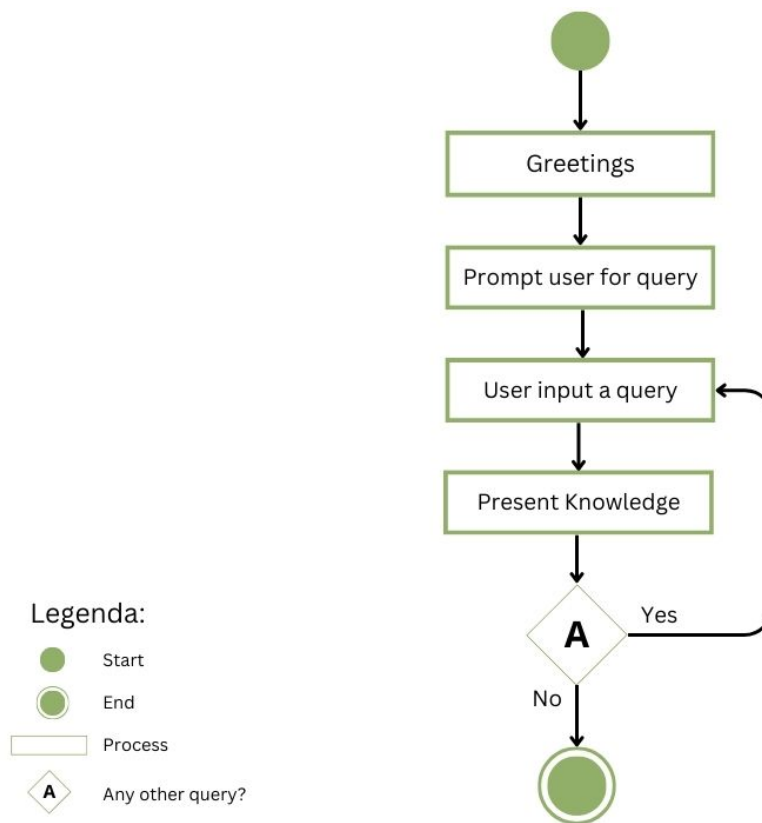 Greetings
Prompt user for query
User input a query
Present Knowledge
A
Yes
No
Legenda:
Start
End
Process
A
Any other query?